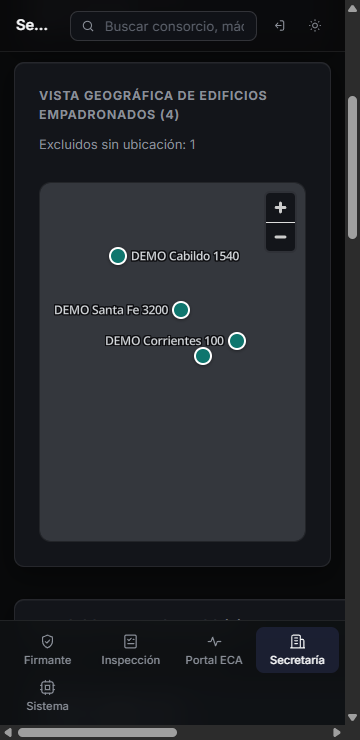 Se...
Buscar consorcio, mác
VISTA GEOGRÁFICA DE EDIFICIOS
EMPADRONADOS (4)
Excluidos sin ubicación: 1
DEMO Cabildo 1540
DEMO Santa Fe 3200
DEMO Corrientes 100
Firmante
Inspección
Portal ECA
Secretaría
Sistema